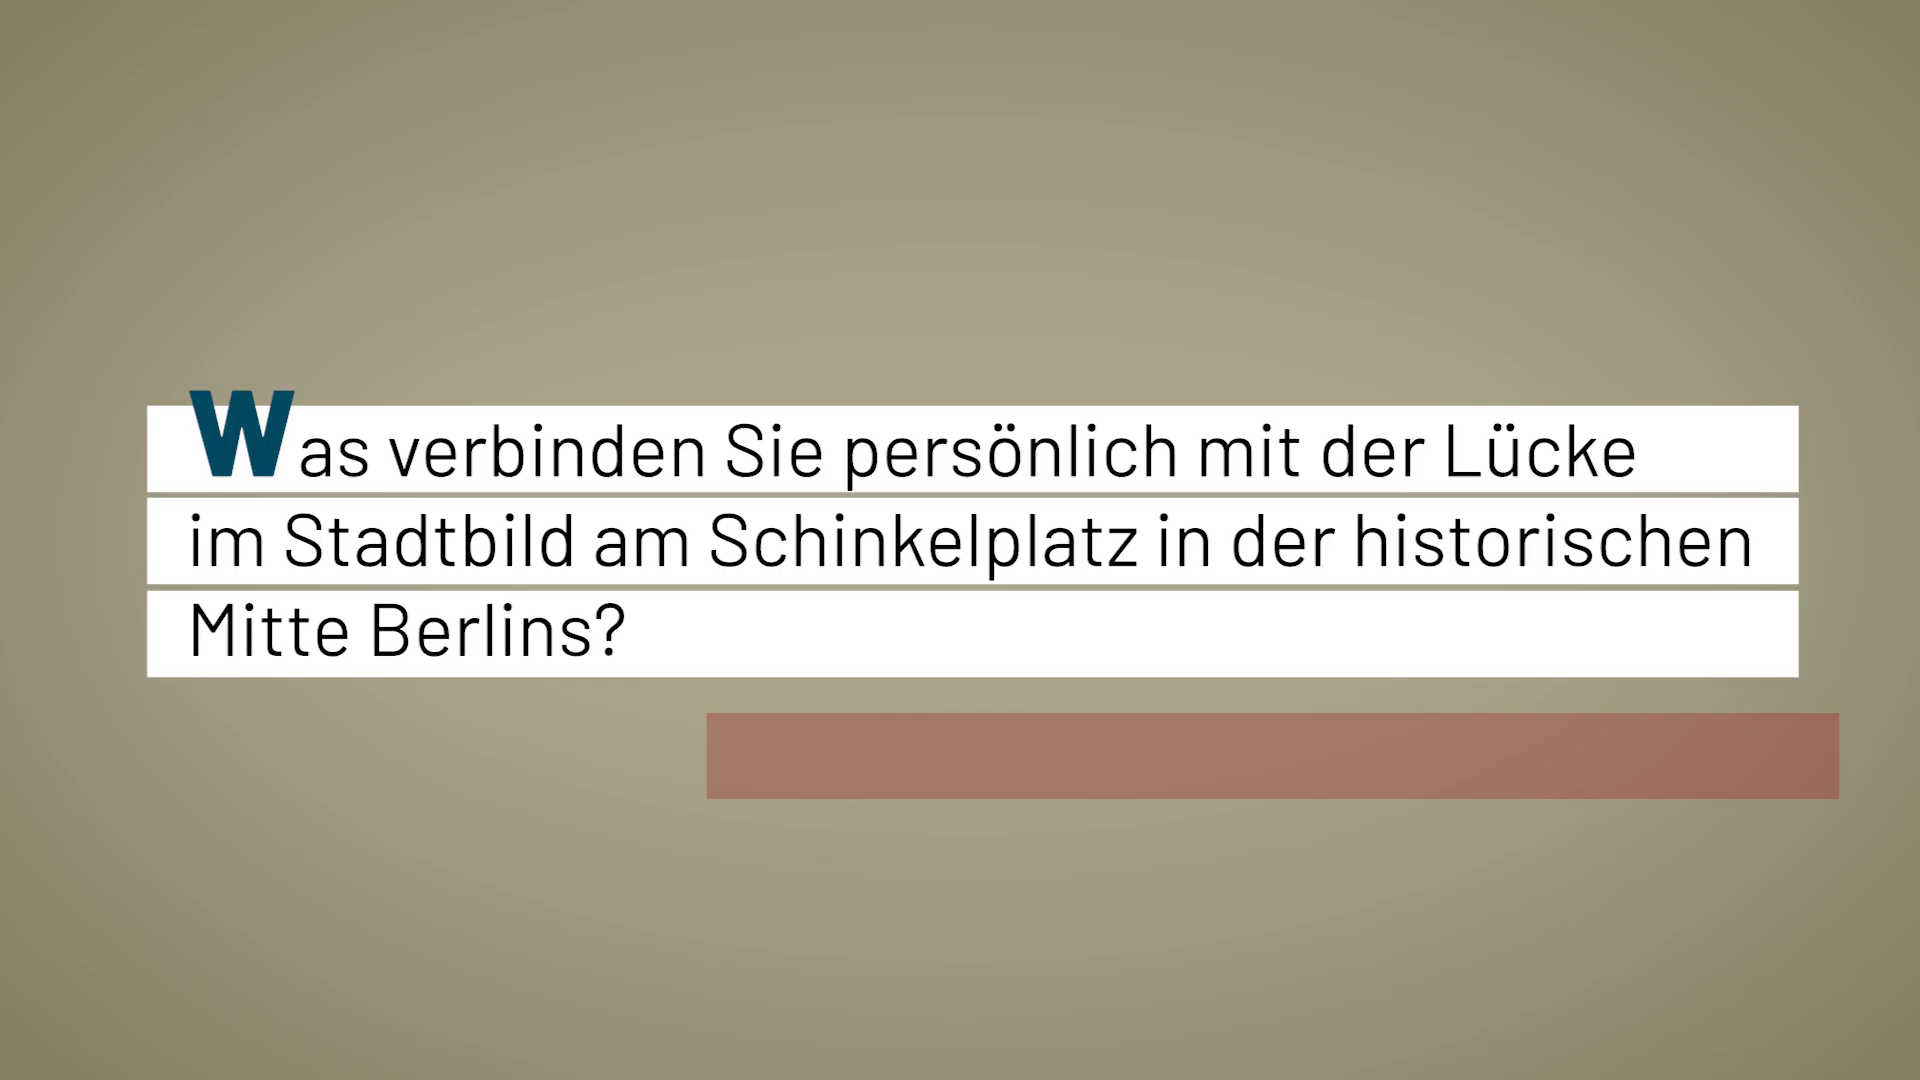 Was verbinden Sie persönlich mit der Lücke
im Stadtbild am Schinkelplatz in der historischen
Mitte Berlins?